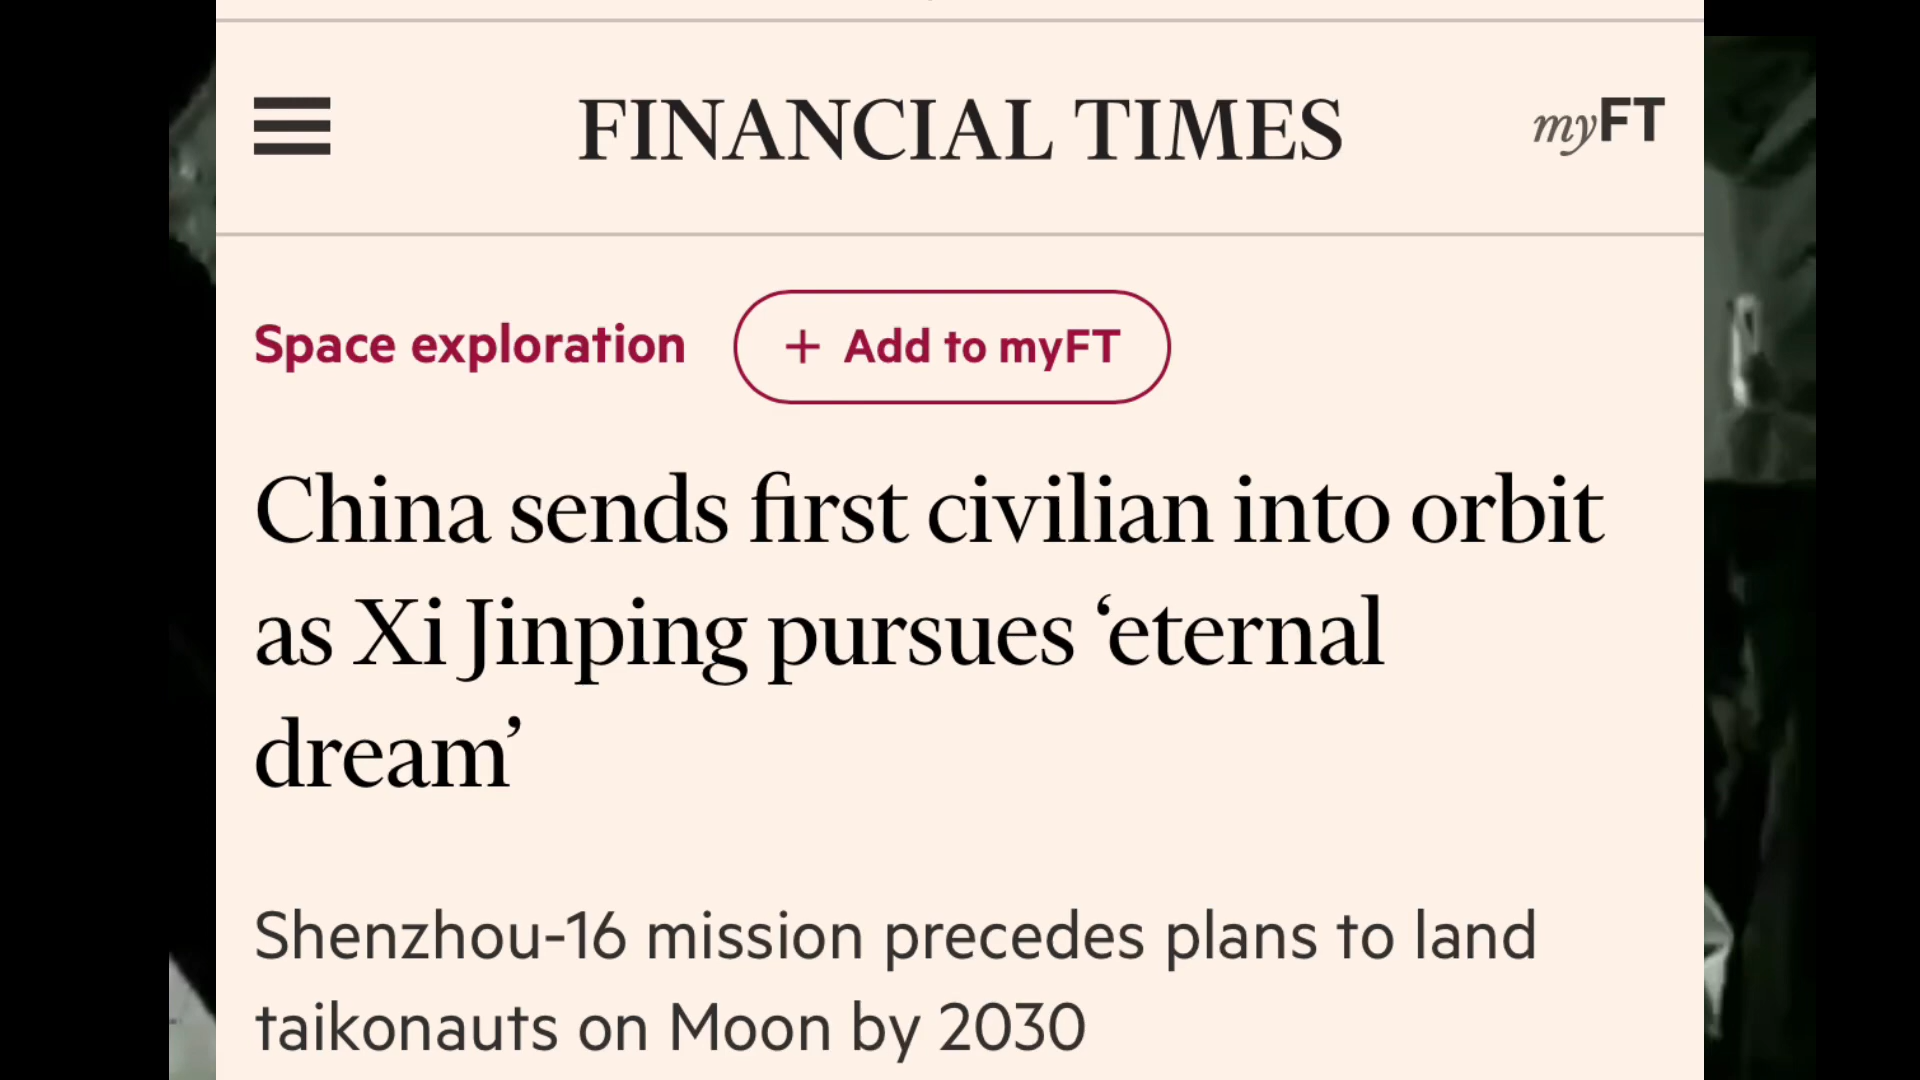 FINANCIAL TIMES
myFT
Space exploration
+ Add to myFT
China sends first civilian into orbit
as Xi Jinping pursues ‘eternal
dream’
Shenzhou-16 mission precedes plans to land
taikonauts on Moon by 2030